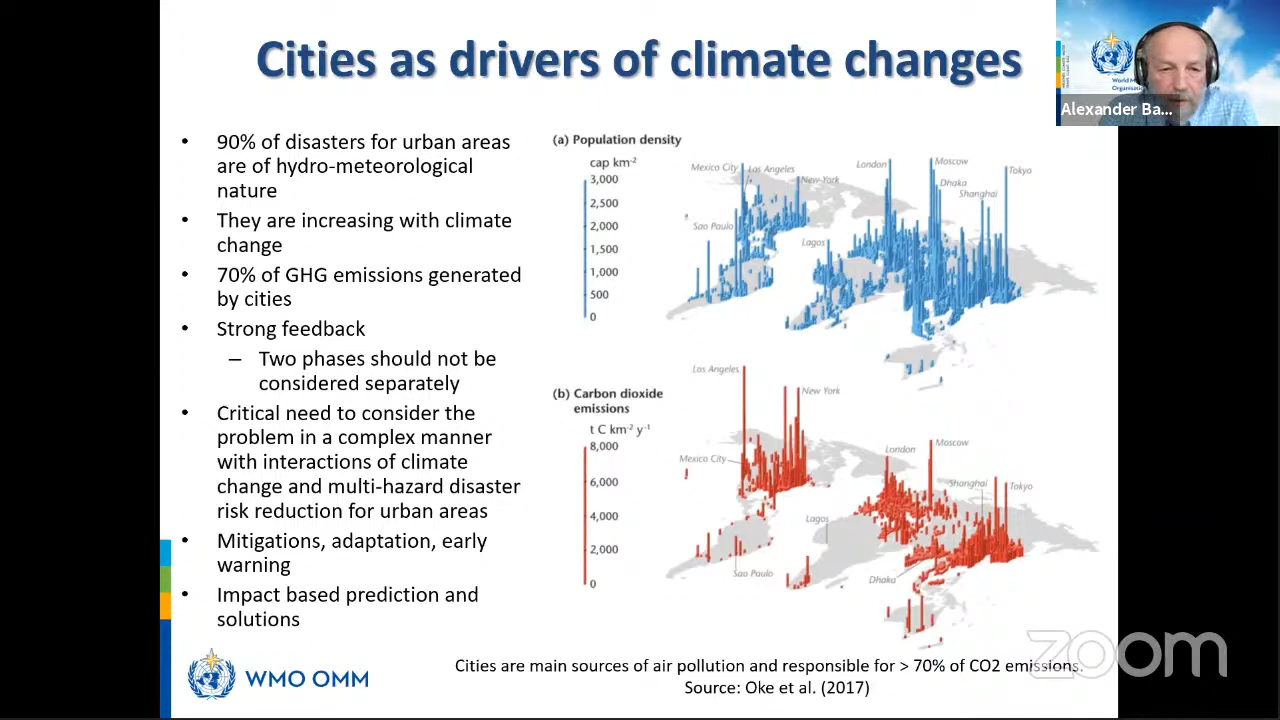 Cities as drivers of climate changes
Alexander Ba...
90% of disasters for urban areas
are of hydro-meteorological
nature
They are increasing with climate
change
70% of GHG emissions generated
by cities
Strong feedback
– Two phases should not be
considered separately
Critical need to consider the
problem in a complex manner
with interactions of climate
change and multi-hazard disaster
risk reduction for urban areas
Mitigations, adaptation, early
warning
Impact based prediction and
solutions
(a) Population density
cap km-2
3,000
2,500
2,000
1,500
1,000
500
0
Mexico City
Los Angeles
New York
Sao Paulo
London
Moscow
Dhaka
Shanghai
Tokyo
Lagos
(b) Carbon dioxide
emissions
t C km-2 y-1
8,000
6,000
4,000
2,000
0
Los Angeles
New York
Mexico City
London
Moscow
Shanghai
Tokyo
Lagos
Sao Paulo
Dhaka
WMO OMM
Cities are main sources of air pollution and responsible for > 70% of CO2 emissions.
Source: Oke et al. (2017)
zoom